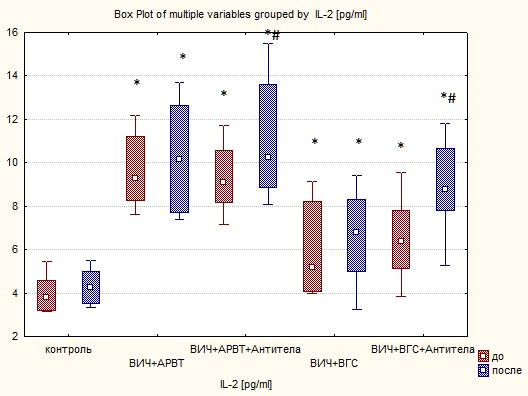 Box Plot of multiple variables grouped by IL-2 [pg/ml]
16
14
12
10
8
6
4
2
*
*
*
*#
*
*
*
*#
контроль
ВИЧ+АРВТ
ВИЧ+АРВТ+Антитела
ВИЧ+ВГС
ВИЧ+ВГС+Антитела
IL-2 [pg/ml]
до
после